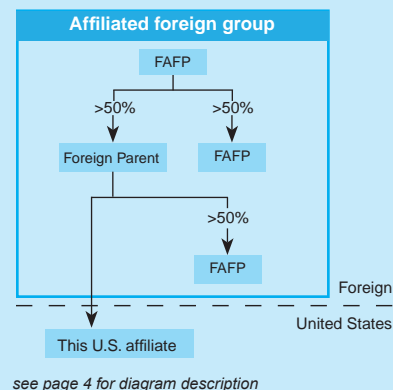 Affiliated foreign group
FAFP
>50% >50%
Foreign Parent FAFP
>50%
FAFP
Foreign
United States
This U.S. affiliate
see page 4 for diagram description